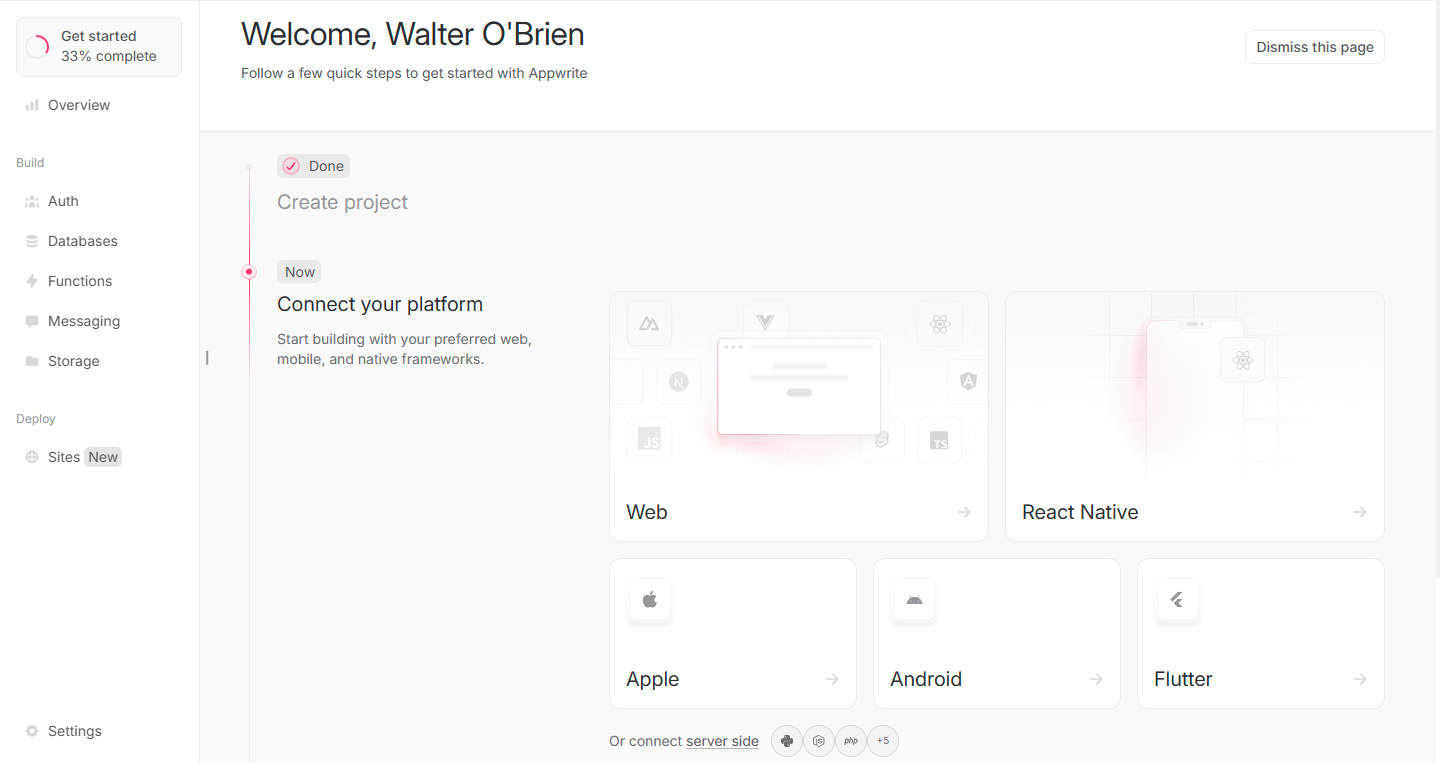 Get started
33% complete
Overview
Build
Auth
Databases
Functions
Messaging
Storage
Deploy
Sites New
Settings
Welcome, Walter O'Brien
Follow a few quick steps to get started with Appwrite
Dismiss this page
Done
Create project
Now
Connect your platform
Start building with your preferred web,
mobile, and native frameworks.
N
A
JS
TS
Web
React Native
Apple
Android
Flutter
Or connect server side
JS
php
+5